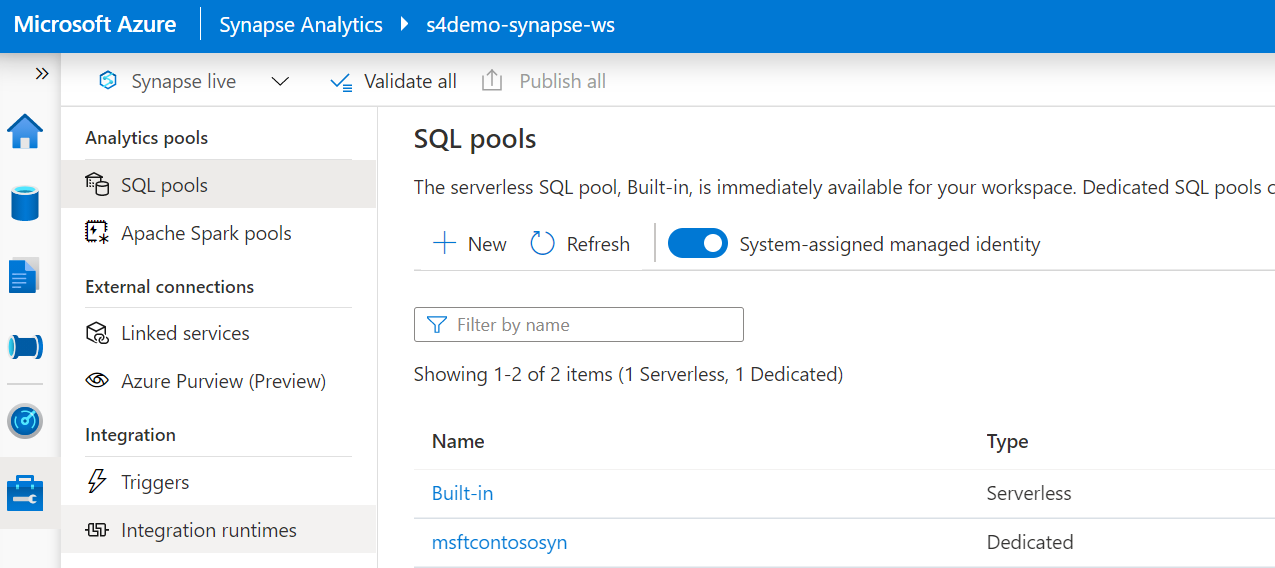 Microsoft Azure
Synapse Analytics
s4demo-synapse-ws
Synapse live
Validate all
Publish all
Analytics pools
SQL pools
Apache Spark pools
External connections
Linked services
Azure Purview (Preview)
Integration
Triggers
Integration runtimes
SQL pools
The serverless SQL pool, Built-in, is immediately available for your workspace. Dedicated SQL pools
New
Refresh
System-assigned managed identity
Filter by name
Showing 1-2 of 2 items (1 Serverless, 1 Dedicated)
Name Type
Built-in Serverless
msftcontososyn Dedicated